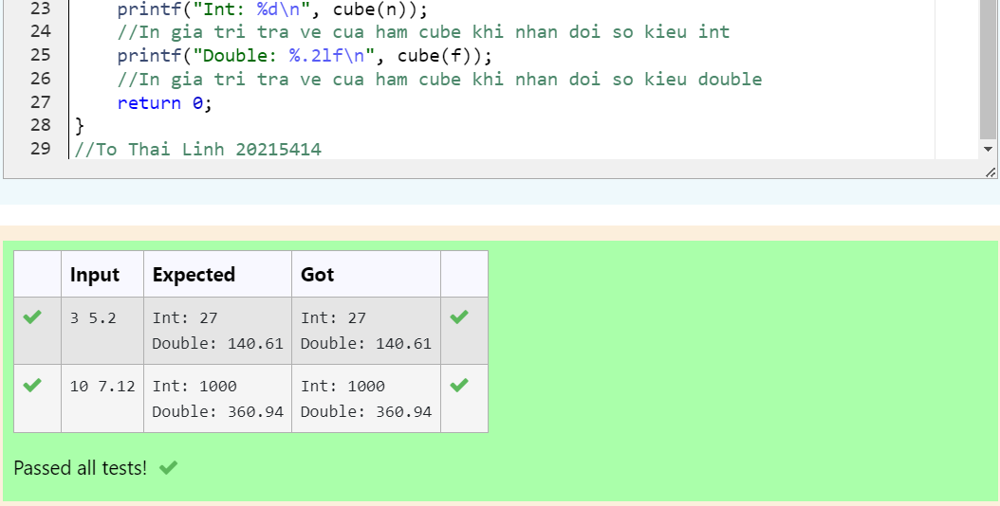 23 printf("Int: %d\n", cube(n));
24 //In gia tri tra ve cua ham cube khi nhan doi so kieu int
25 printf("Double: %.2lf\n", cube(f));
26 //In gia tri tra ve cua ham cube khi nhan doi so kieu double
27 return 0;
28 }
29 //To Thai Linh 20215414
Input Expected Got
3 5.2 Int: 27 Int: 27
Double: 140.61 Double: 140.61
10 7.12 Int: 1000 Int: 1000
Double: 360.94 Double: 360.94
Passed all tests!